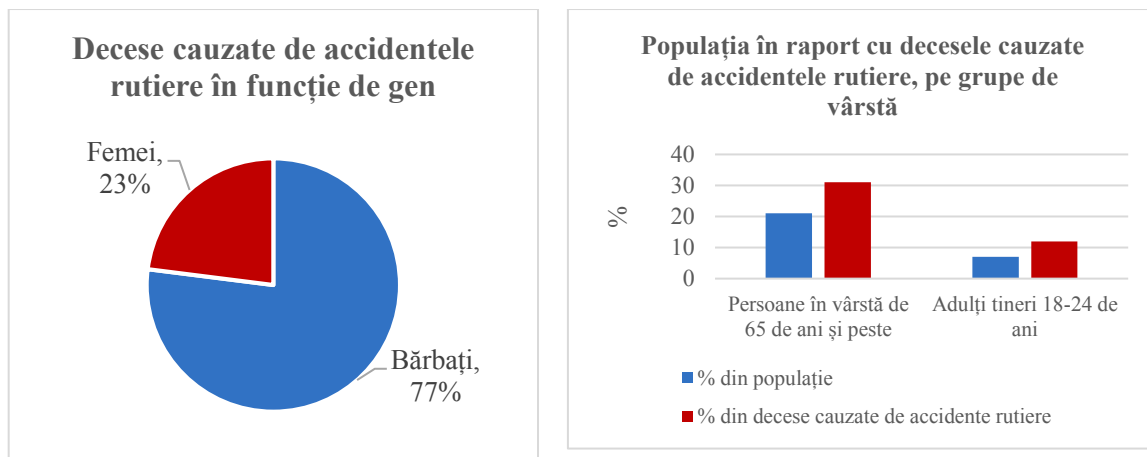 Decese cauzate de accidentele
rutiere în funcție de gen
Femei,
23%
Bărbați,
77%
Populația în raport cu decesele cauzate
de accidentele rutiere, pe grupe de
vârstă
40
30
20
10
0
%
Persoane în vârstă de
65 de ani și peste
Adulți tineri 18-24 de
ani
% din populație
% din decese cauzate de accidente rutiere